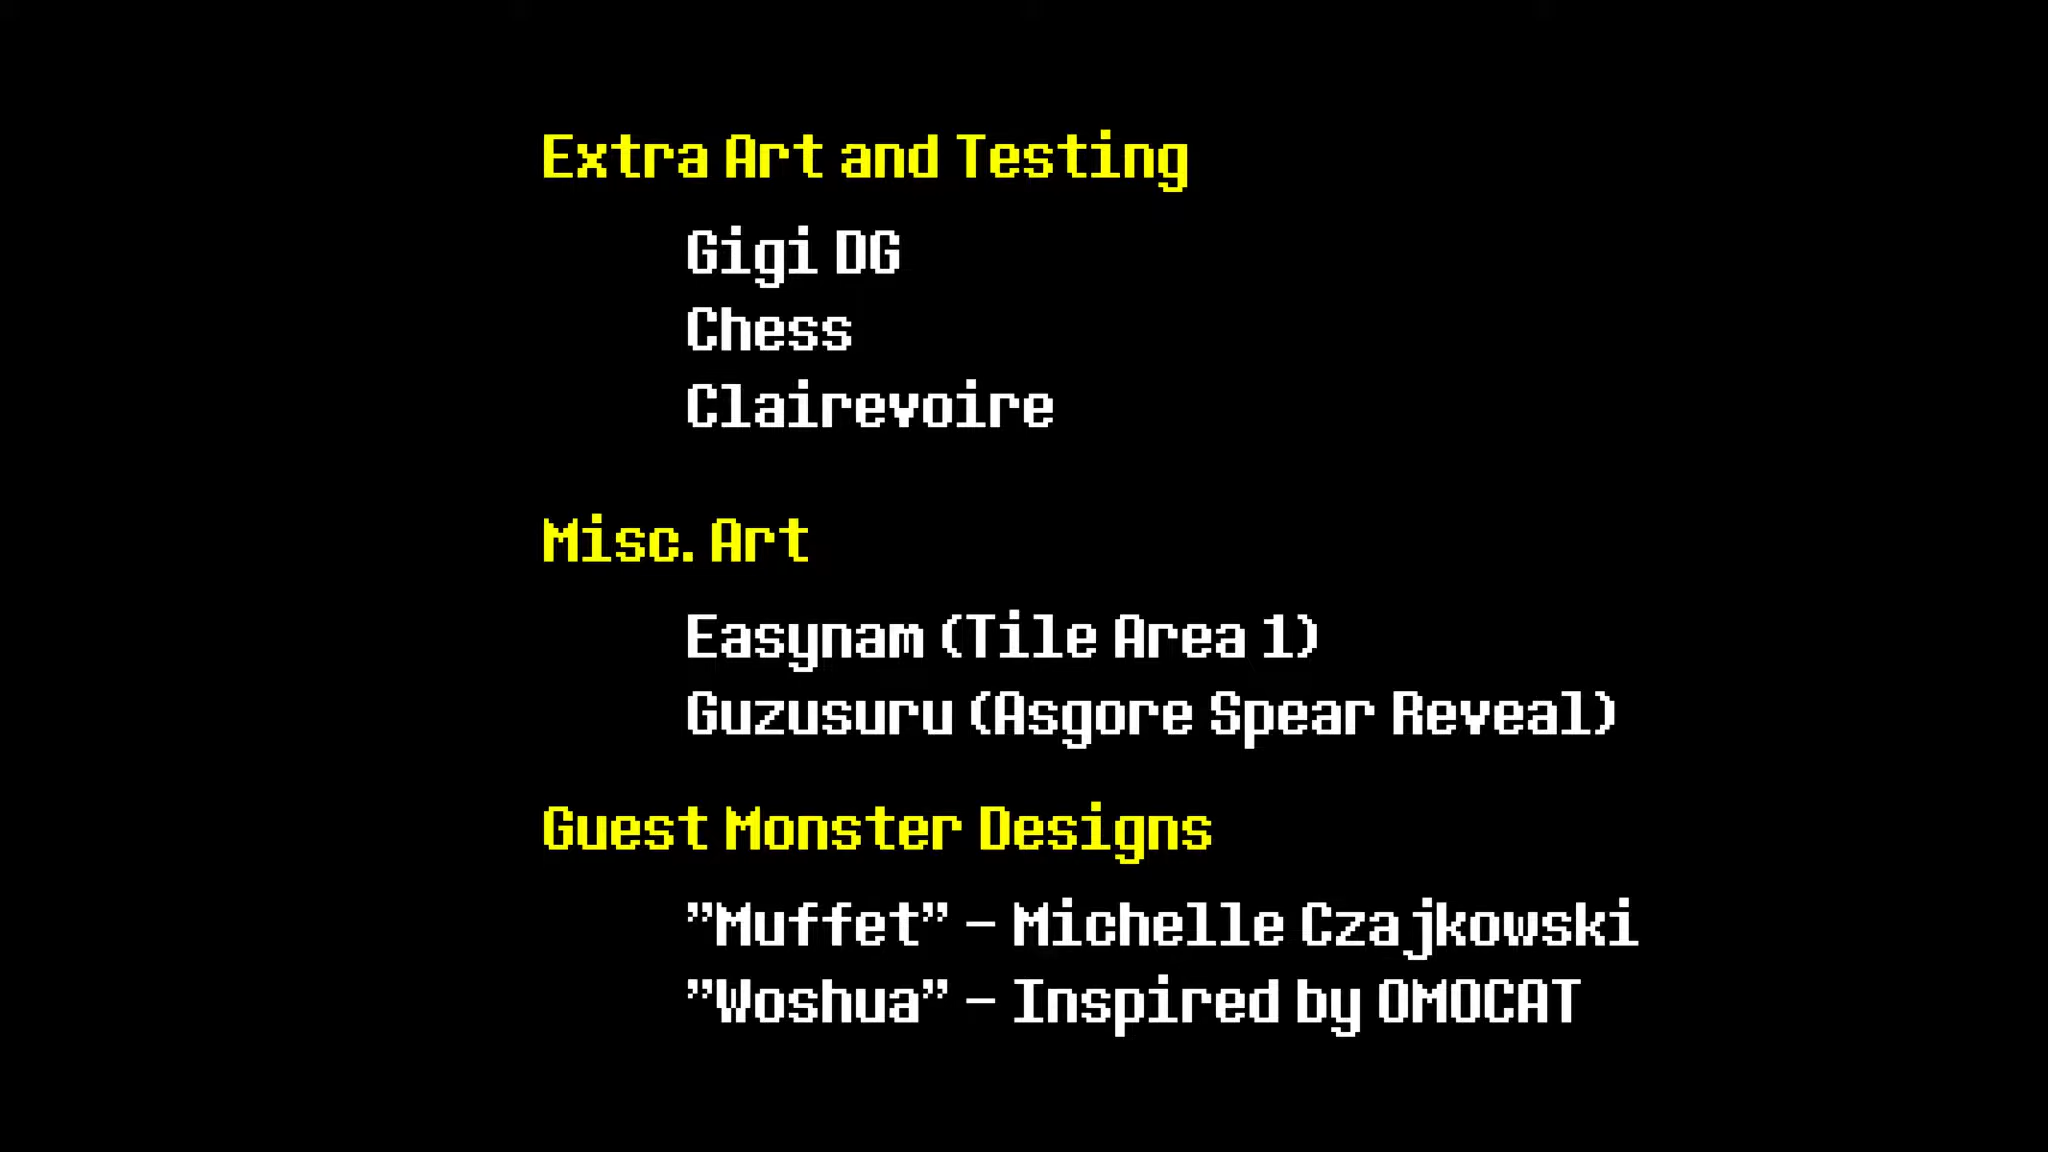 Extra Art and Testing
Gigi DG
Chess
Clairevoire
Misc. Art
Easynam (Tile Area 1)
Guzusuru (Asgore Spear Reveal)
Guest Monster Designs
"Muffet" - Michelle Czajkowski
"Woshua" - Inspired by OMOCAT